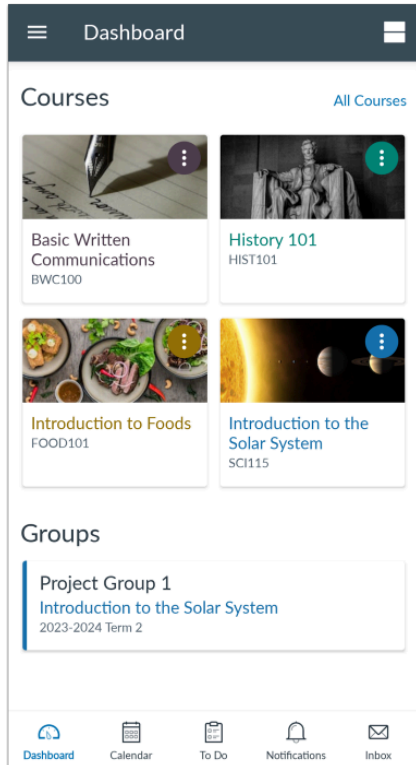 Dashboard
Courses
All Courses
Basic Written
Communications
BWC100
History 101
HIST101
Introduction to Foods
FOOD101
Introduction to the
Solar System
SCI115
Groups
Project Group 1
Introduction to the Solar System
2023-2024 Term 2
Dashboard
Calendar
To Do
Notifications
Inbox